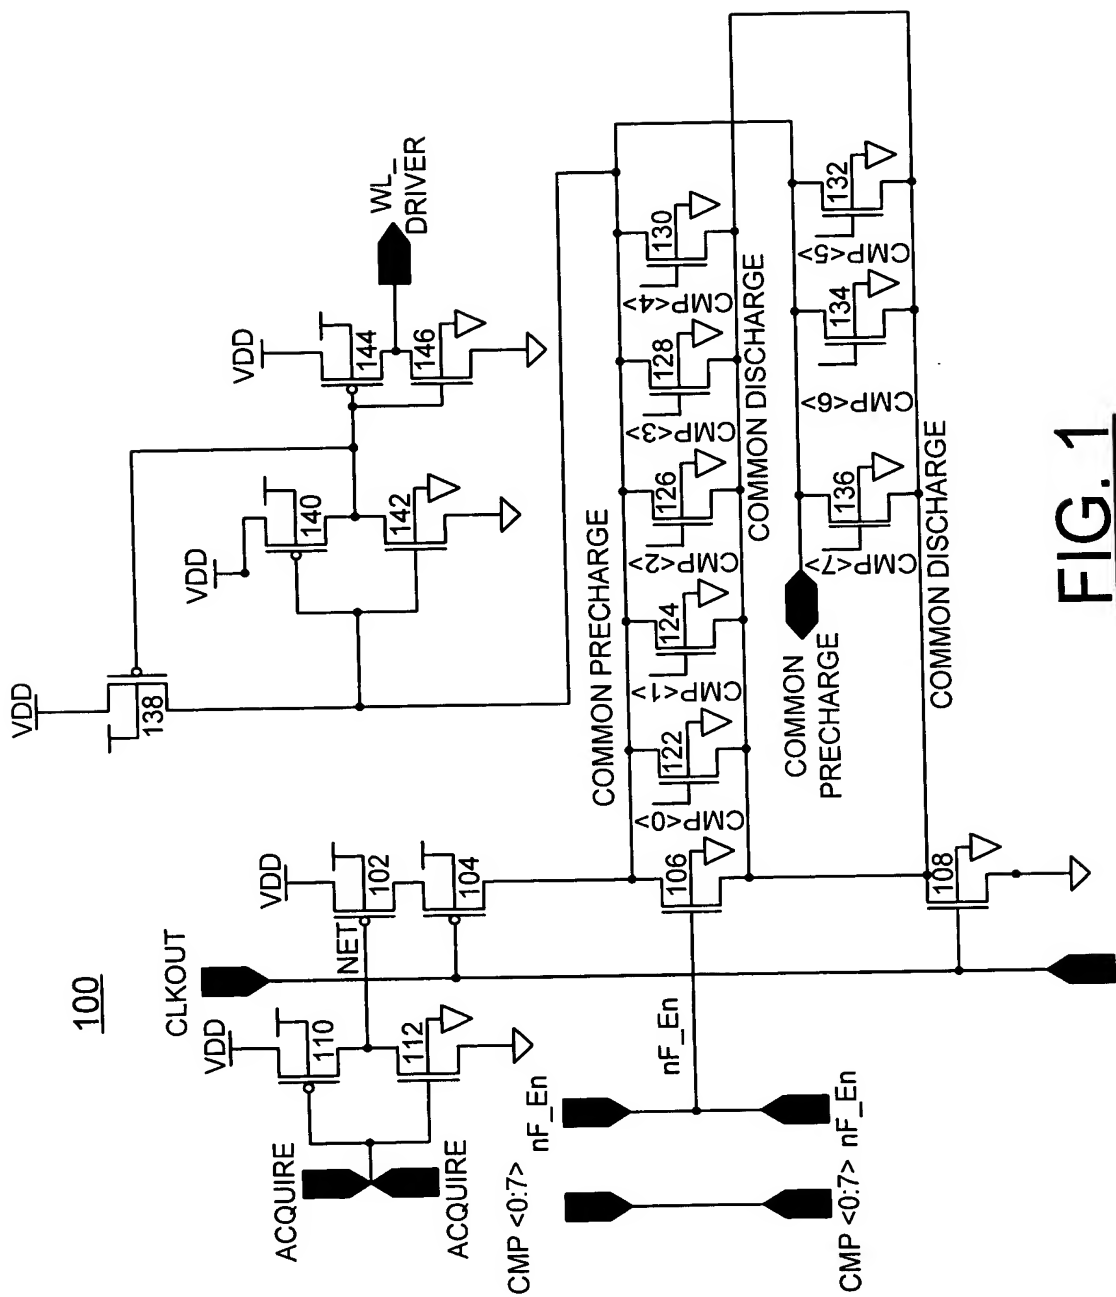 100
VDD
138
VDD
140
142
VDD
144
146
WL_
DRIVER
CLKOUT
VDD
110
112
ACQUIRE
ACQUIRE
NET
VDD
102
104
COMMON PRECHARGE
CMP <0:7>
nF_En
nF_En
CMP <0:7>
nF_En
106
CMP<0>
122
CMP<1>
124
CMP<2>
126
CMP<3>
128
CMP<4>
130
COMMON DISCHARGE
COMMON
PRECHARGE
CMP<7>
136
CMP<6>
134
CMP<5>
132
COMMON DISCHARGE
108
FIG. 1